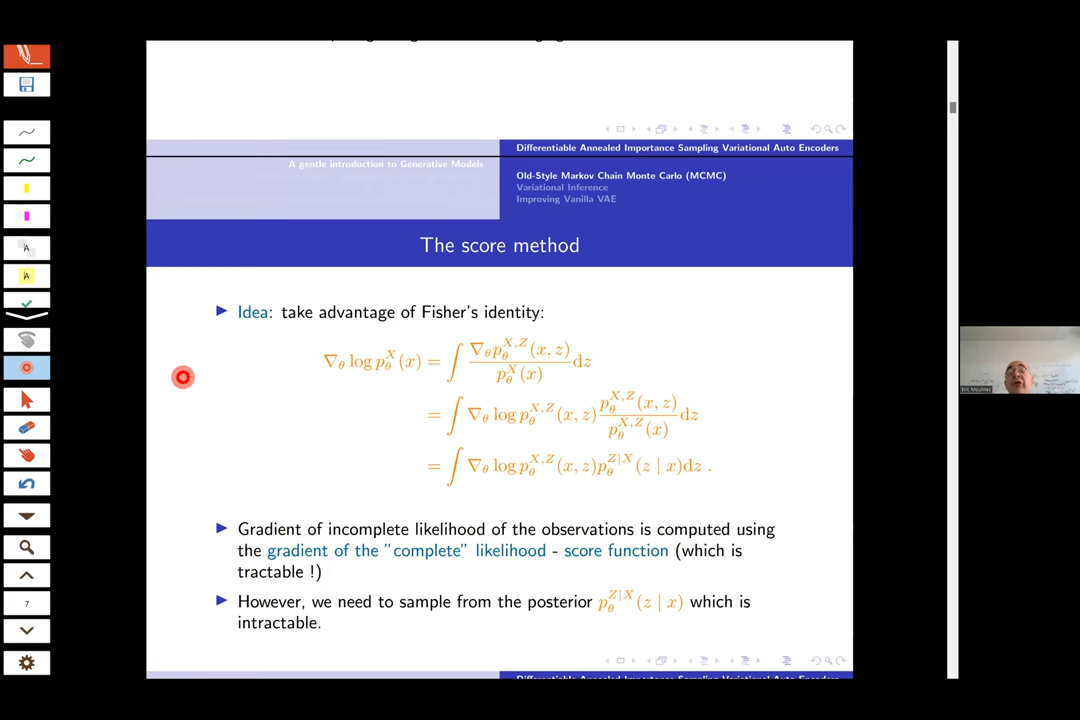 Differentiable Annealed Importance Sampling Variational Auto Encoders
A gentle introduction to Generative Models
Old-Style Markov Chain Monte Carlo (MCMC)
Variational Inference
Improving Vanilla VAE
The score method
Idea: take advantage of Fisher's identity:
∇_θ log p_θ^X(x) = ∫ ∇_θ p_θ^{X,Z}(x, z) / p_θ^X(x) dz
= ∫ ∇_θ log p_θ^{X,Z}(x, z) p_θ^{X,Z}(x, z) / p_θ^{X,Z}(x) dz
= ∫ ∇_θ log p_θ^{X,Z}(x, z) p_θ^{Z|X}(z | x) dz .
Gradient of incomplete likelihood of the observations is computed using
the gradient of the "complete" likelihood - score function (which is
tractable !)
However, we need to sample from the posterior p_θ^{Z|X}(z | x) which is
intractable.
Differentiable Annealed Importance Sampling Variational Auto Encoders
A
A
7
Eric Moulines